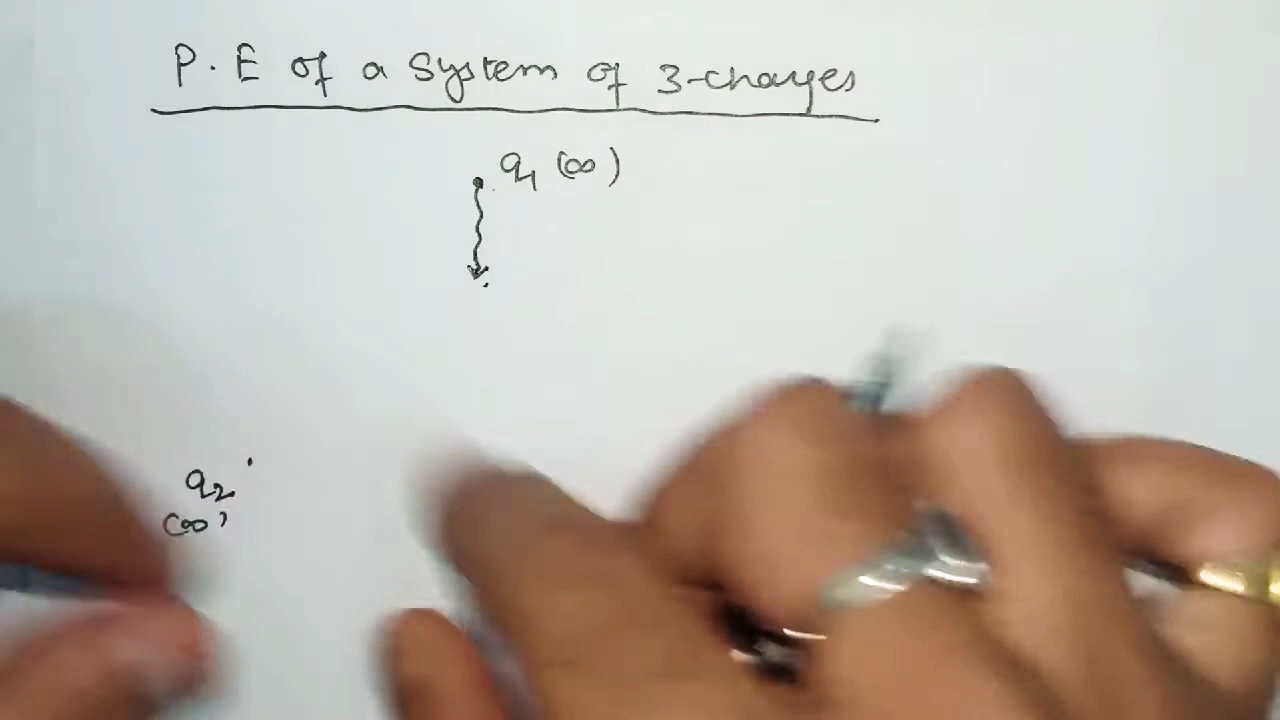 P.E of a System of 3-charges
q1 (∞)
q2
(∞)